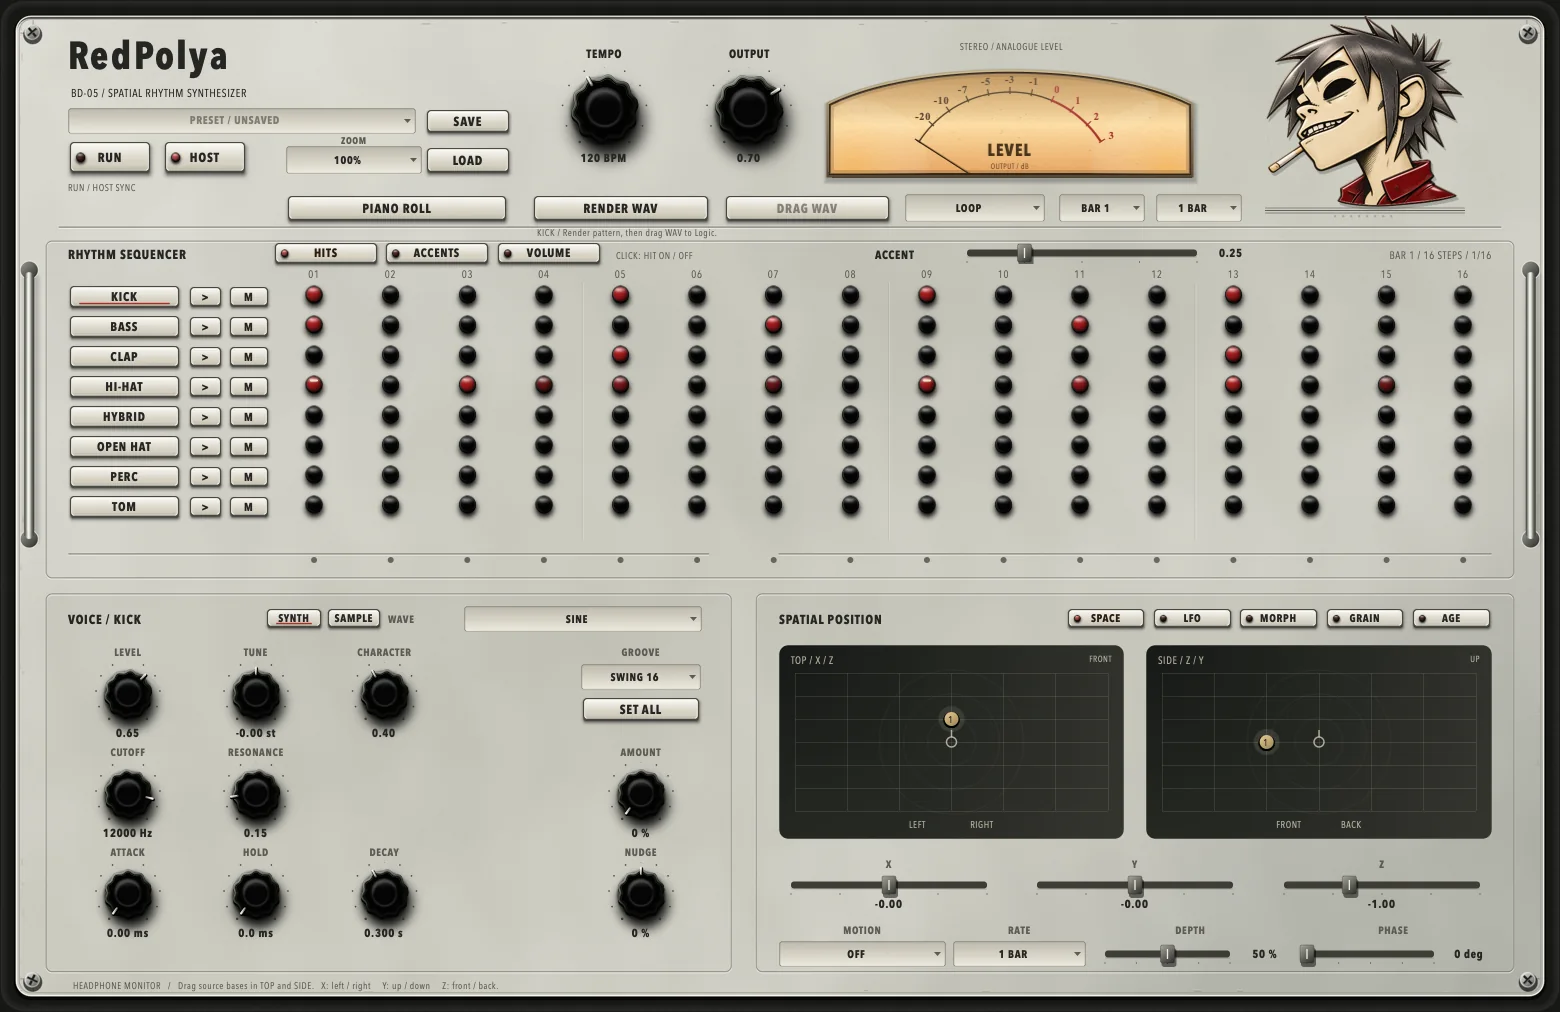 RedPolya
BD-05 / SPATIAL RHYTHM SYNTHESIZER
PRESET / UNSAVED
SAVE
ZOOM
RUN
HOST
100%
LOAD
RUN / HOST SYNC
TEMPO
120 BPM
OUTPUT
0.70
STEREO / ANALOGUE LEVEL
-20 -10 -7 -5 -3 -1 0 1 2 3
LEVEL
OUTPUT / dB
PIANO ROLL
RENDER WAV
DRAG WAV
LOOP
BAR 1
1 BAR
KICK / Render pattern, then drag WAV to Logic.
RHYTHM SEQUENCER
HITS
ACCENTS
VOLUME
CLICK: HIT ON / OFF
ACCENT
0.25
BAR 1 / 16 STEPS / 1/16
01 02 03 04 05 06 07 08 09 10 11 12 13 14 15 16
KICK > M
BASS > M
CLAP > M
HI-HAT > M
HYBRID > M
OPEN HAT > M
PERC > M
TOM > M
VOICE / KICK
SYNTH
SAMPLE
WAVE
SINE
LEVEL TUNE CHARACTER GROOVE
SWING 16
SET ALL
0.65 -0.00 st 0.40
CUTOFF RESONANCE AMOUNT
12000 Hz 0.15 0 %
ATTACK HOLD DECAY NUDGE
0.00 ms 0.0 ms 0.300 s 0 %
SPATIAL POSITION
SPACE
LFO
MORPH
GRAIN
AGE
TOP / X / Z
FRONT
1
LEFT RIGHT
SIDE / Z / Y
UP
1
FRONT BACK
X Y Z
-0.00 -0.00 -1.00
MOTION RATE DEPTH PHASE
OFF 1 BAR 50 % 0 deg
HEADPHONE MONITOR / Drag source bases in TOP and SIDE. X: left / right Y: up / down Z: front / back.